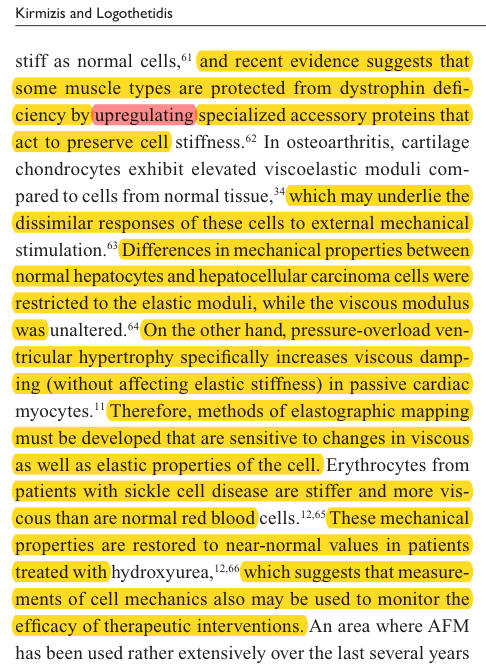 Kirmizis and Logothetidis
stiff as normal cells,61 and recent evidence suggests that
some muscle types are protected from dystrophin defi-
ciency by upregulating specialized accessory proteins that
act to preserve cell stiffness.62 In osteoarthritis, cartilage
chondrocytes exhibit elevated viscoelastic moduli com-
pared to cells from normal tissue,34 which may underlie the
dissimilar responses of these cells to external mechanical
stimulation.63 Differences in mechanical properties between
normal hepatocytes and hepatocellular carcinoma cells were
restricted to the elastic moduli, while the viscous modulus
was unaltered.64 On the other hand, pressure-overload ven-
tricular hypertrophy specifically increases viscous damp-
ing (without affecting elastic stiffness) in passive cardiac
myocytes.11 Therefore, methods of elastographic mapping
must be developed that are sensitive to changes in viscous
as well as elastic properties of the cell. Erythrocytes from
patients with sickle cell disease are stiffer and more vis-
cous than are normal red blood cells.12,65 These mechanical
properties are restored to near-normal values in patients
treated with hydroxyurea,12,66 which suggests that measure-
ments of cell mechanics also may be used to monitor the
efficacy of therapeutic interventions. An area where AFM
has been used rather extensively over the last several years